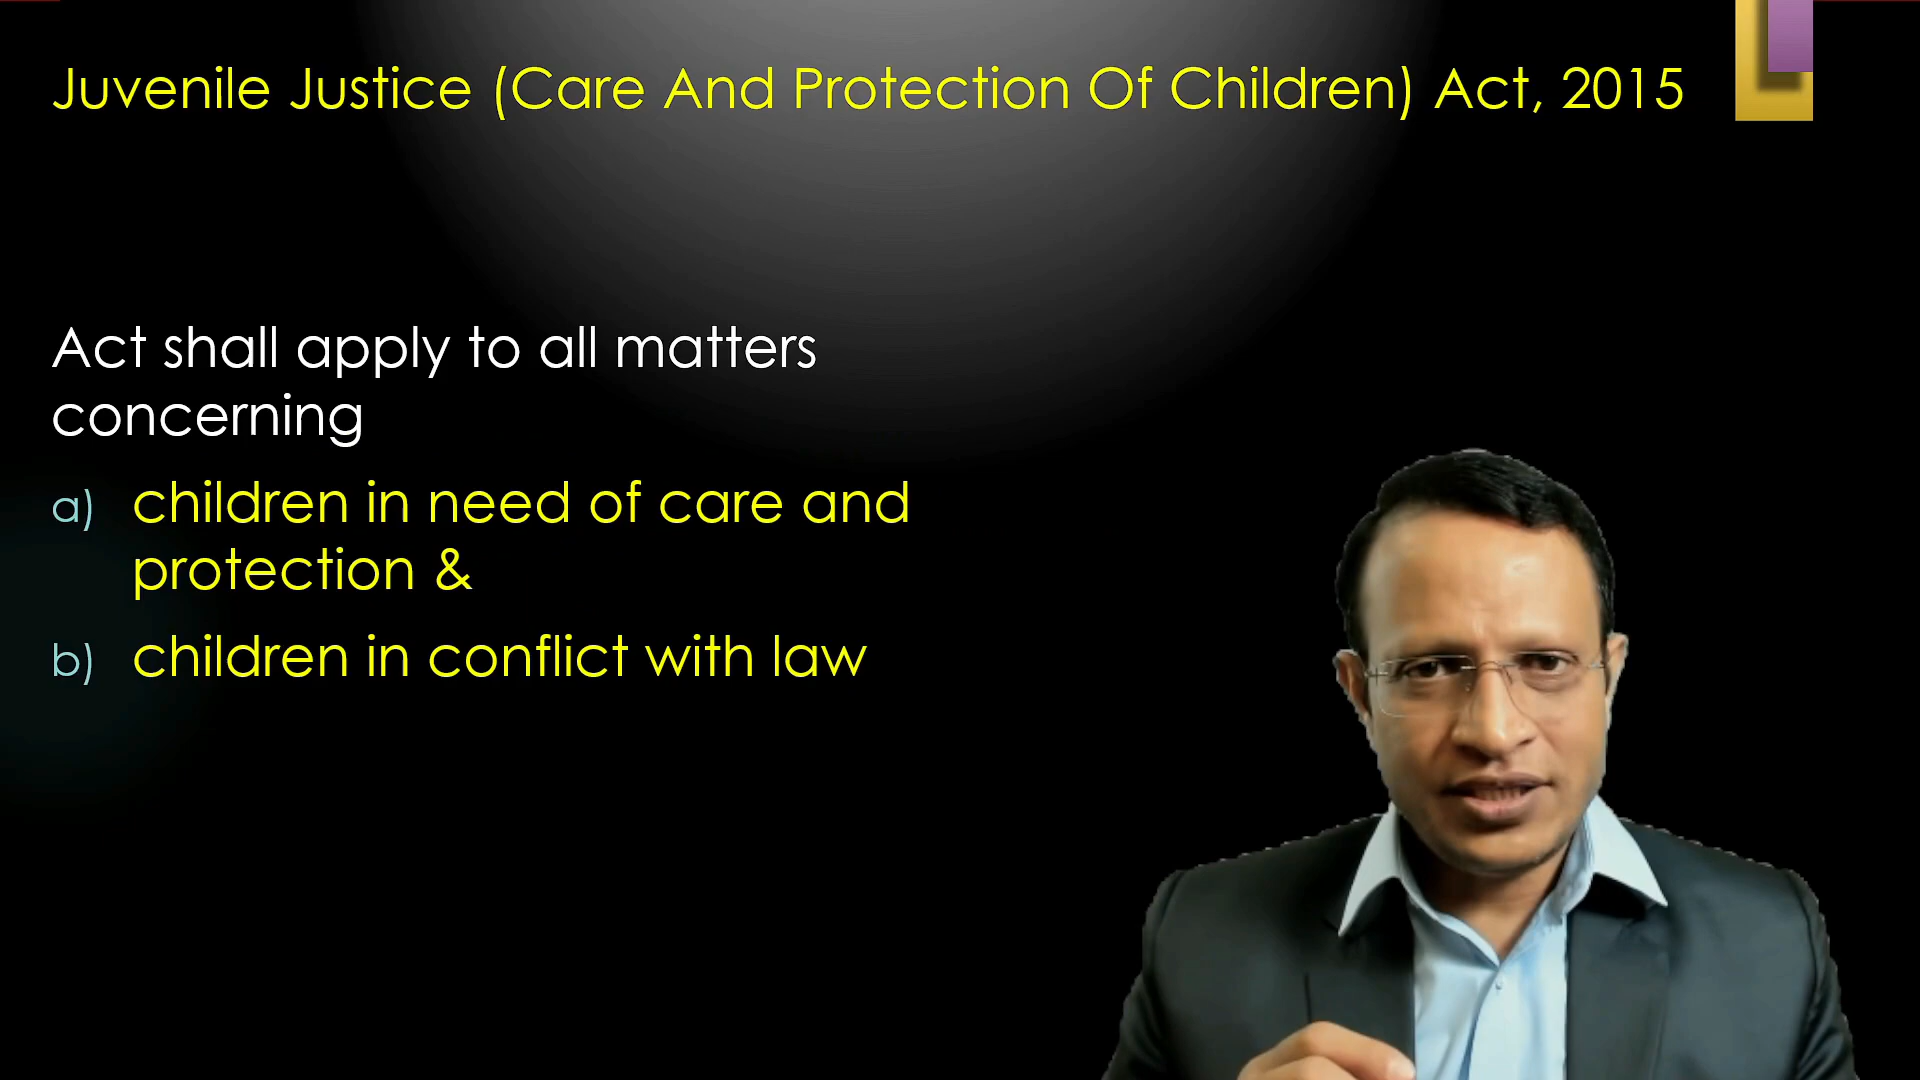 Juvenile Justice (Care And Protection Of Children) Act, 2015
Act shall apply to all matters
concerning
a) children in need of care and
protection &
b) children in conflict with law